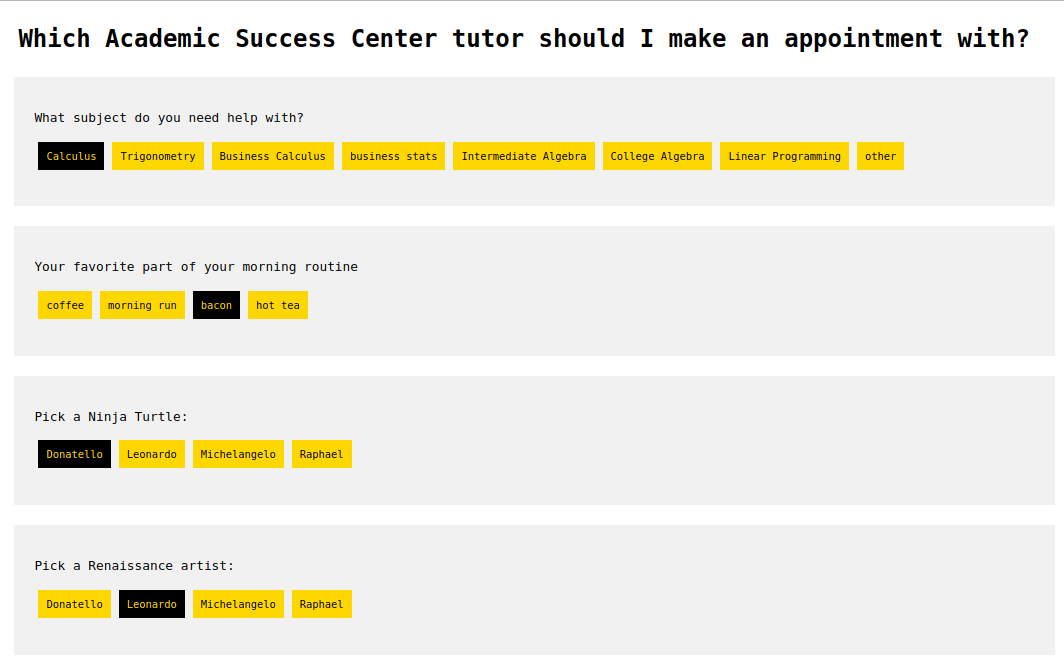 Which Academic Success Center tutor should I make an appointment with?
What subject do you need help with?
Calculus Trigonometry Business Calculus business stats Intermediate Algebra College Algebra Linear Programming other
Your favorite part of your morning routine
coffee morning run bacon hot tea
Pick a Ninja Turtle:
Donatello Leonardo Michelangelo Raphael
Pick a Renaissance artist:
Donatello Leonardo Michelangelo Raphael